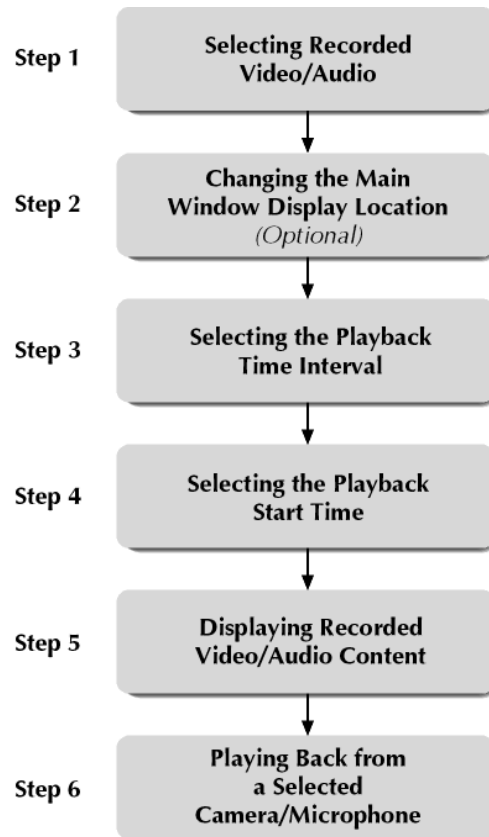 Step 1
Selecting Recorded
Video/Audio
Step 2
Changing the Main
Window Display Location
(Optional)
Step 3
Selecting the Playback
Time Interval
Step 4
Selecting the Playback
Start Time
Step 5
Displaying Recorded
Video/Audio Content
Step 6
Playing Back from
a Selected
Camera/Microphone